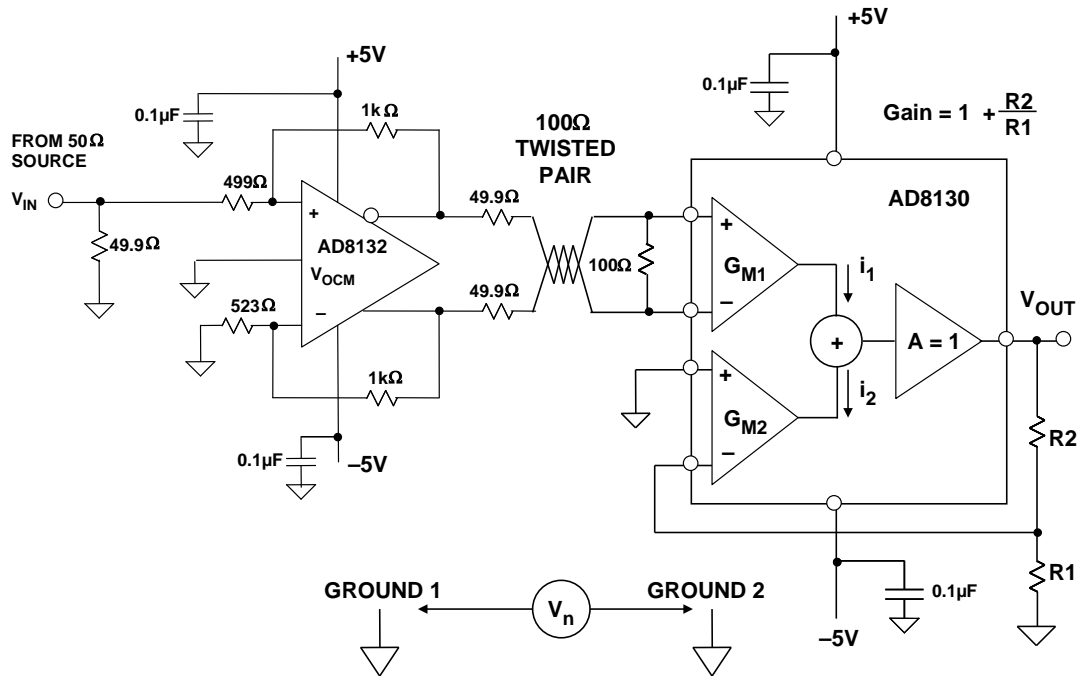 +5V
0.1µF
1kΩ
FROM 50Ω
SOURCE
V_IN
49.9Ω
499Ω
+
AD8132
V_OCM
−
523Ω
1kΩ
0.1µF
–5V
49.9Ω
49.9Ω
100Ω
TWISTED
PAIR
100Ω
+5V
0.1µF
Gain = 1 + R2/R1
AD8130
+
G_M1
−
i_1
+
A = 1
V_OUT
+
G_M2
−
i_2
R2
R1
0.1µF
–5V
GROUND 1
V_n
GROUND 2